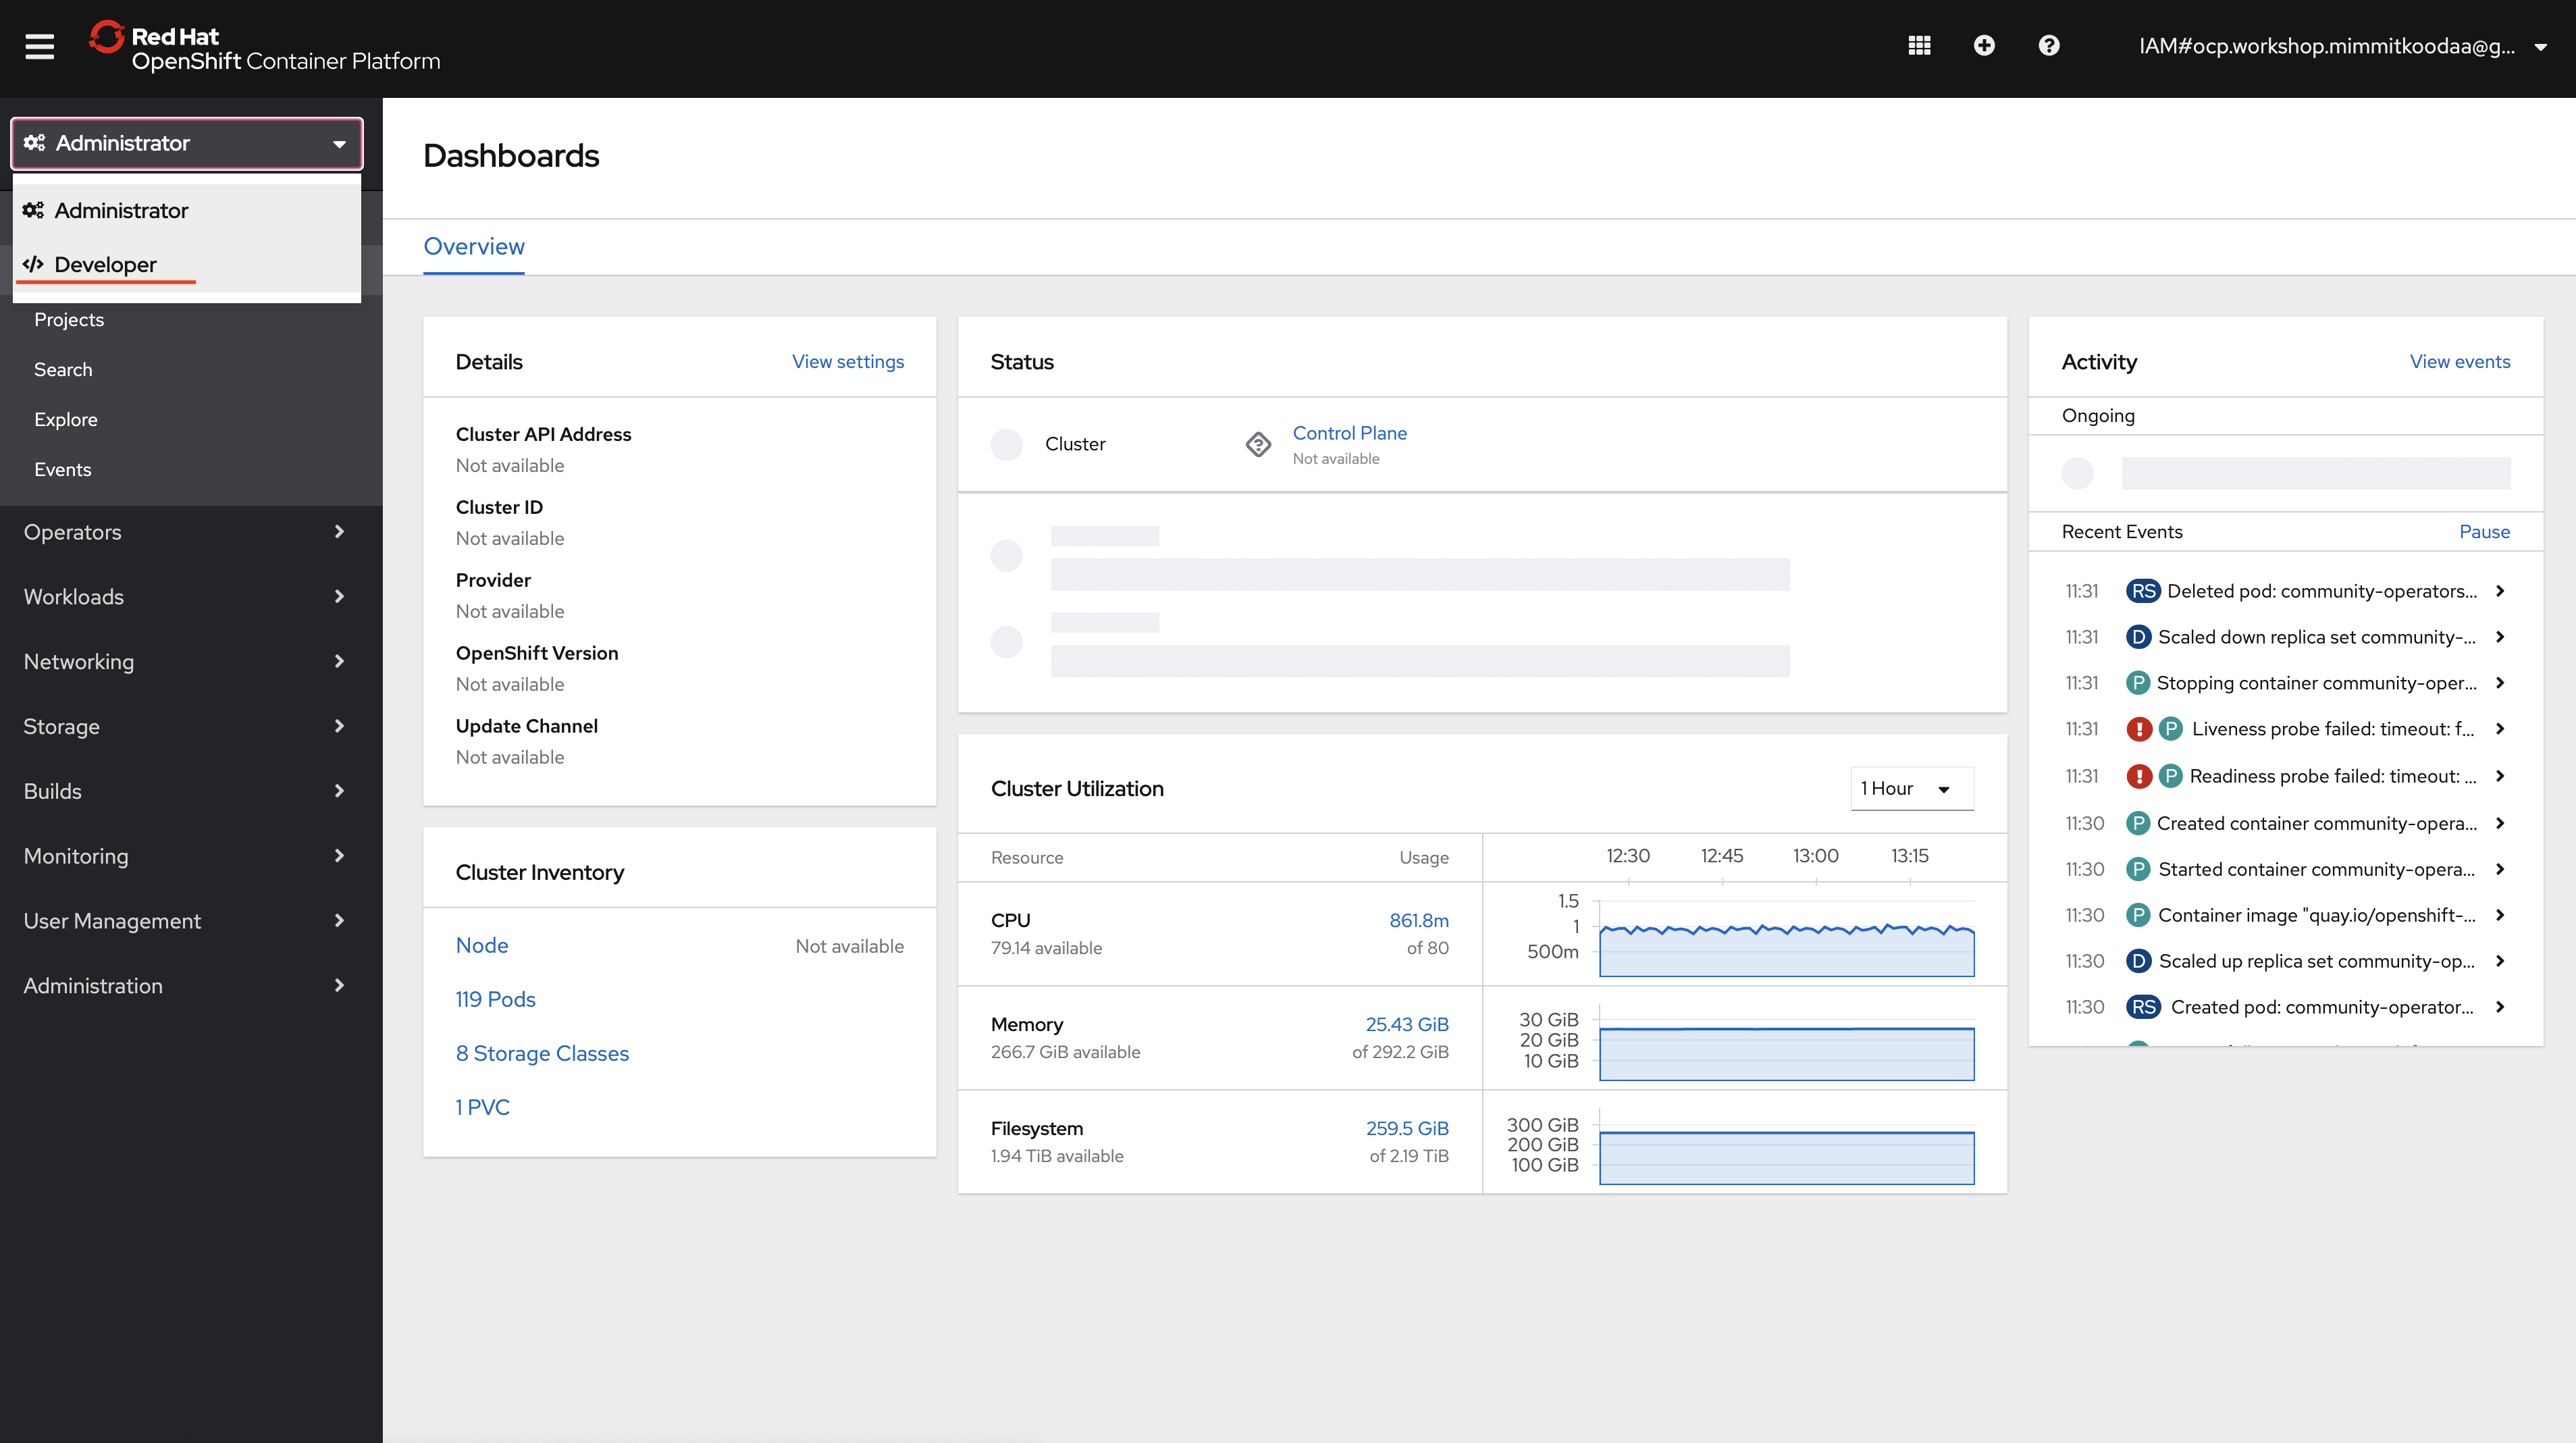 Red Hat
OpenShift Container Platform
IAM#ocp.workshop.mimmitkoodaa@g...
Administrator
Administrator
Developer
Projects
Search
Explore
Events
Operators
Workloads
Networking
Storage
Builds
Monitoring
User Management
Administration
Dashboards
Overview
Details
View settings
Cluster API Address
Not available
Cluster ID
Not available
Provider
Not available
OpenShift Version
Not available
Update Channel
Not available
Cluster Inventory
Node
Not available
119 Pods
8 Storage Classes
1 PVC
Status
Cluster
Control Plane
Not available
Cluster Utilization
1 Hour
Resource
Usage
12:30 12:45 13:00 13:15
CPU
861.8m
79.14 available
of 80
1.5
1
500m
Memory
25.43 GiB
266.7 GiB available
of 292.2 GiB
30 GiB
20 GiB
10 GiB
Filesystem
259.5 GiB
1.94 TiB available
of 2.19 TiB
300 GiB
200 GiB
100 GiB
Activity
View events
Ongoing
Recent Events
Pause
11:31 RS Deleted pod: community-operators...
11:31 D Scaled down replica set community-...
11:31 P Stopping container community-oper...
11:31 ! P Liveness probe failed: timeout: f...
11:31 ! P Readiness probe failed: timeout: ...
11:30 P Created container community-opera...
11:30 P Started container community-opera...
11:30 P Container image "quay.io/openshift-...
11:30 D Scaled up replica set community-op...
11:30 RS Created pod: community-operator...